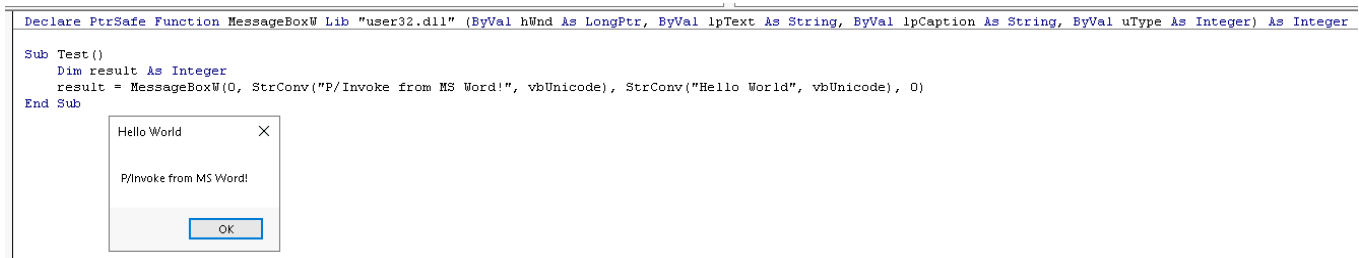 Declare PtrSafe Function MessageBoxW Lib "user32.dll" (ByVal hWnd As LongPtr, ByVal lpText As String, ByVal lpCaption As String, ByVal uType As Integer) As Integer
Sub Test()
Dim result As Integer
result = MessageBoxW(0, StrConv("P/Invoke from MS Word!", vbUnicode), StrConv("Hello World", vbUnicode), 0)
End Sub
Hello World
P/Invoke from MS Word!
OK